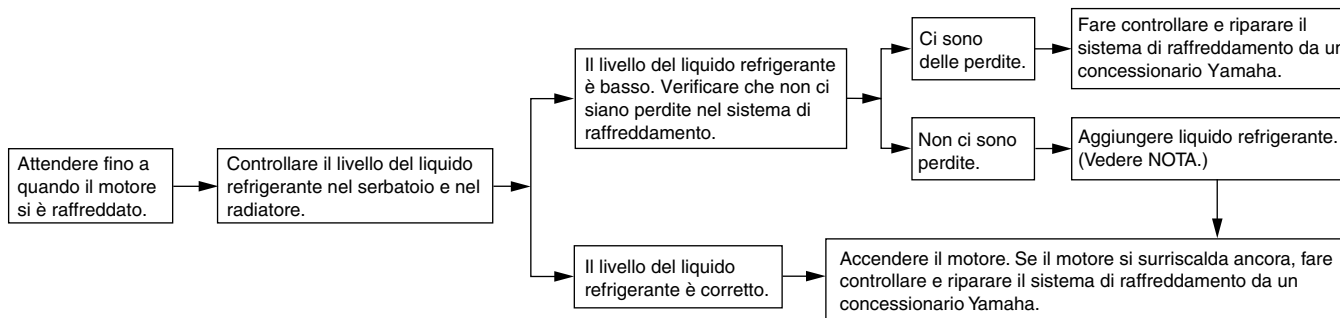 Attendere fino a
quando il motore
si è raffreddato.
Controllare il livello del liquido
refrigerante nel serbatoio e nel
radiatore.
Il livello del liquido refrigerante
è basso. Verificare che non ci
siano perdite nel sistema di
raffreddamento.
Ci sono
delle perdite.
Fare controllare e riparare il
sistema di raffreddamento da un
concessionario Yamaha.
Non ci sono
perdite.
Aggiungere liquido refrigerante.
(Vedere NOTA.)
Il livello del liquido
refrigerante è corretto.
Accendere il motore. Se il motore si surriscalda ancora, fare
controllare e riparare il sistema di raffreddamento da un
concessionario Yamaha.